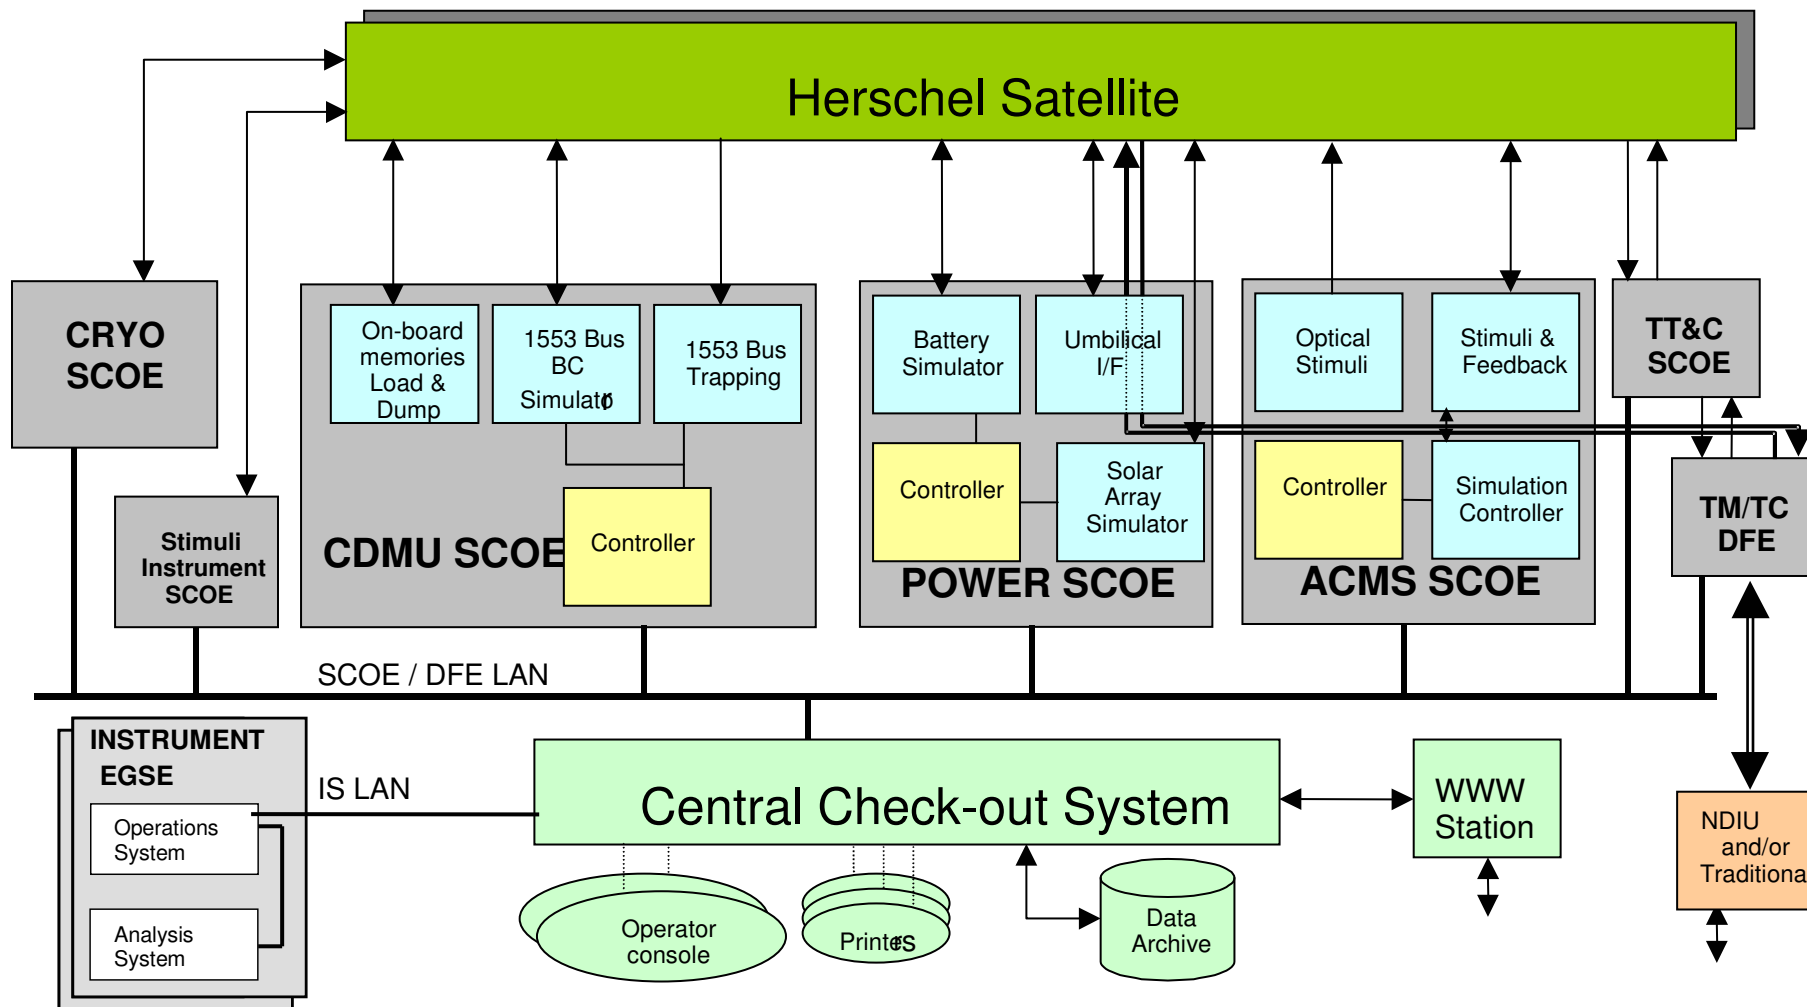 Herschel Satellite
CRYO
SCOE
Stimuli
Instrument
SCOE
On-board
memories
Load &
Dump
1553 Bus
BC
Simulator
1553 Bus
Trapping
Controller
CDMU SCOE
Battery
Simulator
Umbilical
I/F
Controller
Solar
Array
Simulator
POWER SCOE
Optical
Stimuli
Stimuli &
Feedback
Controller
Simulation
Controller
ACMS SCOE
TT&C
SCOE
TM/TC
DFE
SCOE / DFE LAN
INSTRUMENT
EGSE
Operations
System
Analysis
System
IS LAN
Central Check-out System
WWW
Station
NDIU
and/or
Traditiona
Operator
console
Printers
Data
Archive